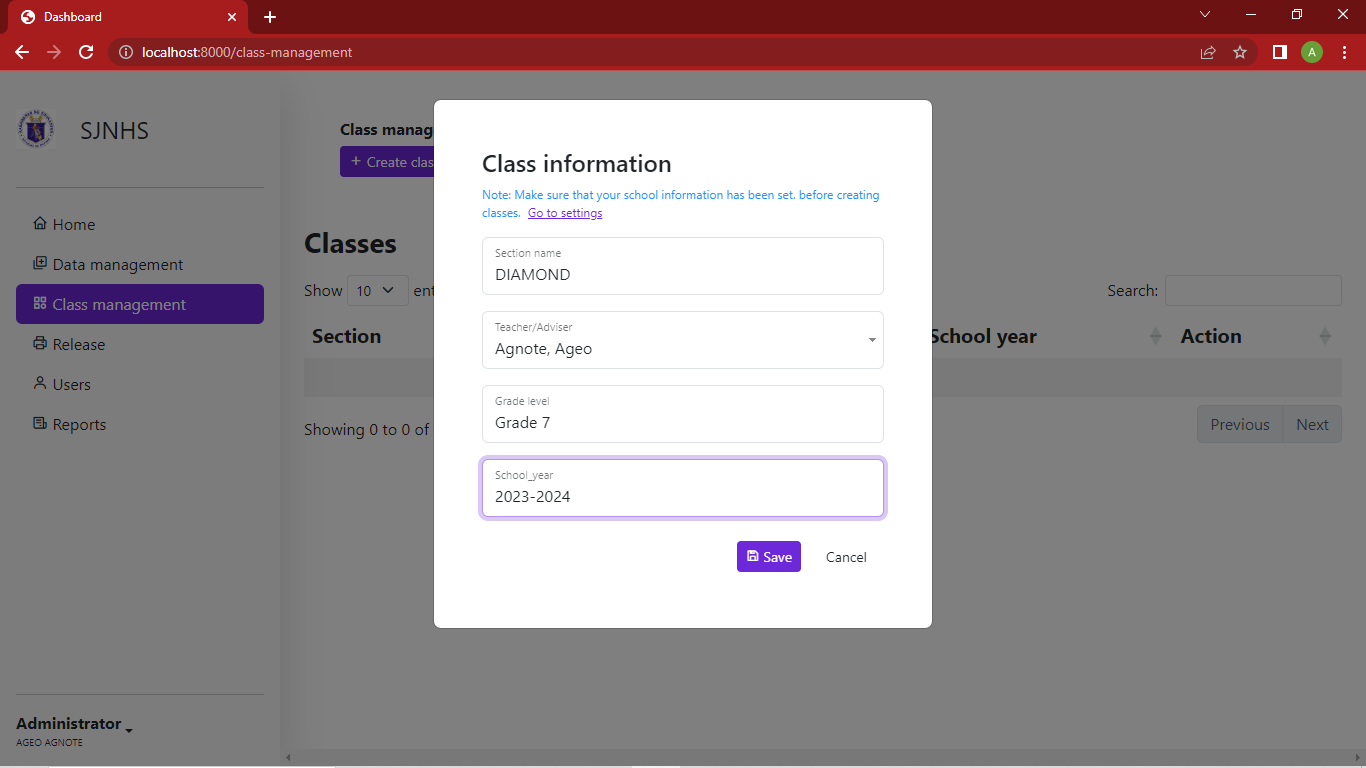 Dashboard
localhost:8000/class-management
A
SJNHS
Home
Data management
Class management
Release
Users
Reports
Administrator
AGEO AGNOTE
Class manag
+ Create clas
Classes
Show 10 ent
Search:
Section
School year
Action
Showing 0 to 0 of
Previous Next
Class information
Note: Make sure that your school information has been set. before creating
classes. Go to settings
Section name
DIAMOND
Teacher/Adviser
Agnote, Ageo
Grade level
Grade 7
School_year
2023-2024
Save Cancel